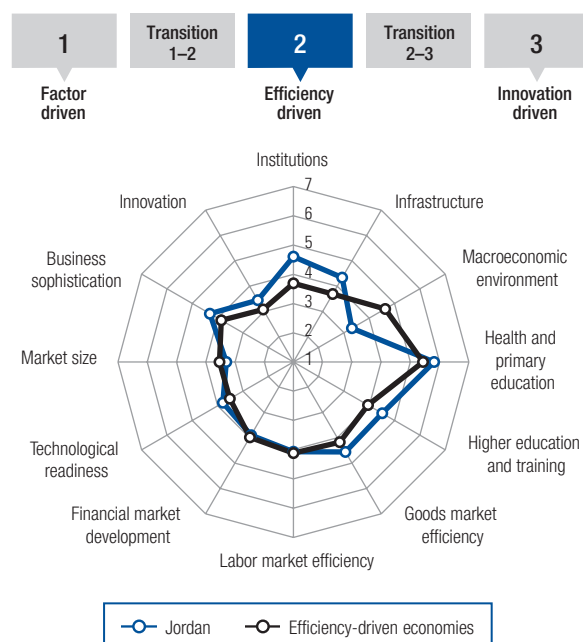 1
Transition
1–2
2
Transition
2–3
3
Factor
driven
Efficiency
driven
Innovation
driven
Institutions
Infrastructure
Macroeconomic
environment
Health and
primary
education
Higher education
and training
Goods market
efficiency
Labor market efficiency
Financial market
development
Technological
readiness
Market size
Business
sophistication
Innovation
7
6
5
4
3
2
1
Jordan
Efficiency-driven economies